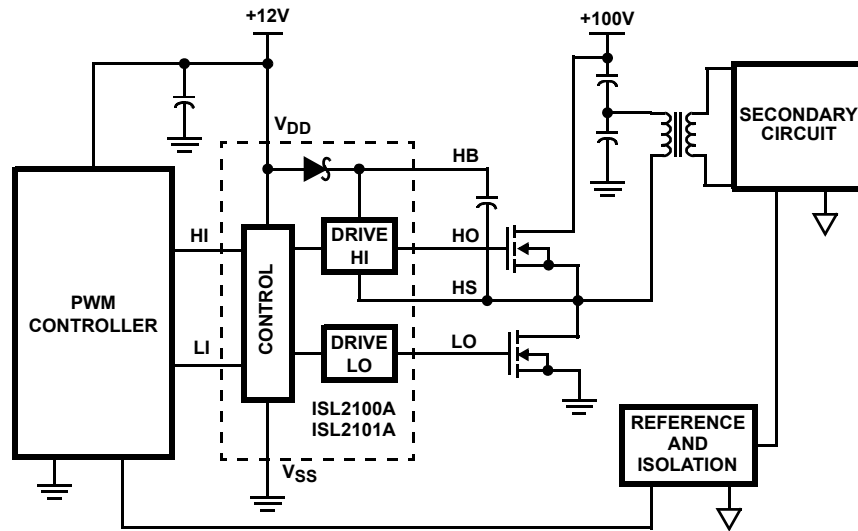 +12V
+100V
SECONDARY
CIRCUIT
VDD
HB
HI
DRIVE
HI
HO
HS
PWM
CONTROLLER
CONTROL
LI
DRIVE
LO
LO
ISL2100A
ISL2101A
REFERENCE
AND
ISOLATION
VSS